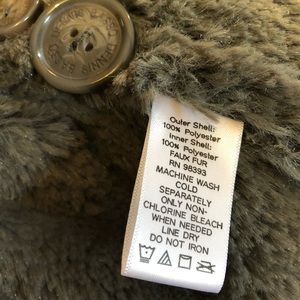 Outer Shell:
100% Polyester
Inner Shell:
100% Polyester
FAUX FUR
RN 98393
MACHINE WASH
COLD
SEPARATELY
ONLY NON-
CHLORINE BLEACH
WHEN NEEDED
LINE DRY
DO NOT IRON